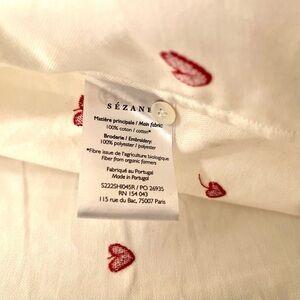 SÉZANE
Matière principale / Main fabric
100% coton / cotton*
Broderie / Embroidery:
100% polyester / polyester
*Fibre issue de l'agriculture biologique
Fiber from organic farmers
Fabriqué au Portugal
Made in Portugal
S222SHI045R / PO 26935
RN 154 043
115 rue du Bac, 75007 Paris